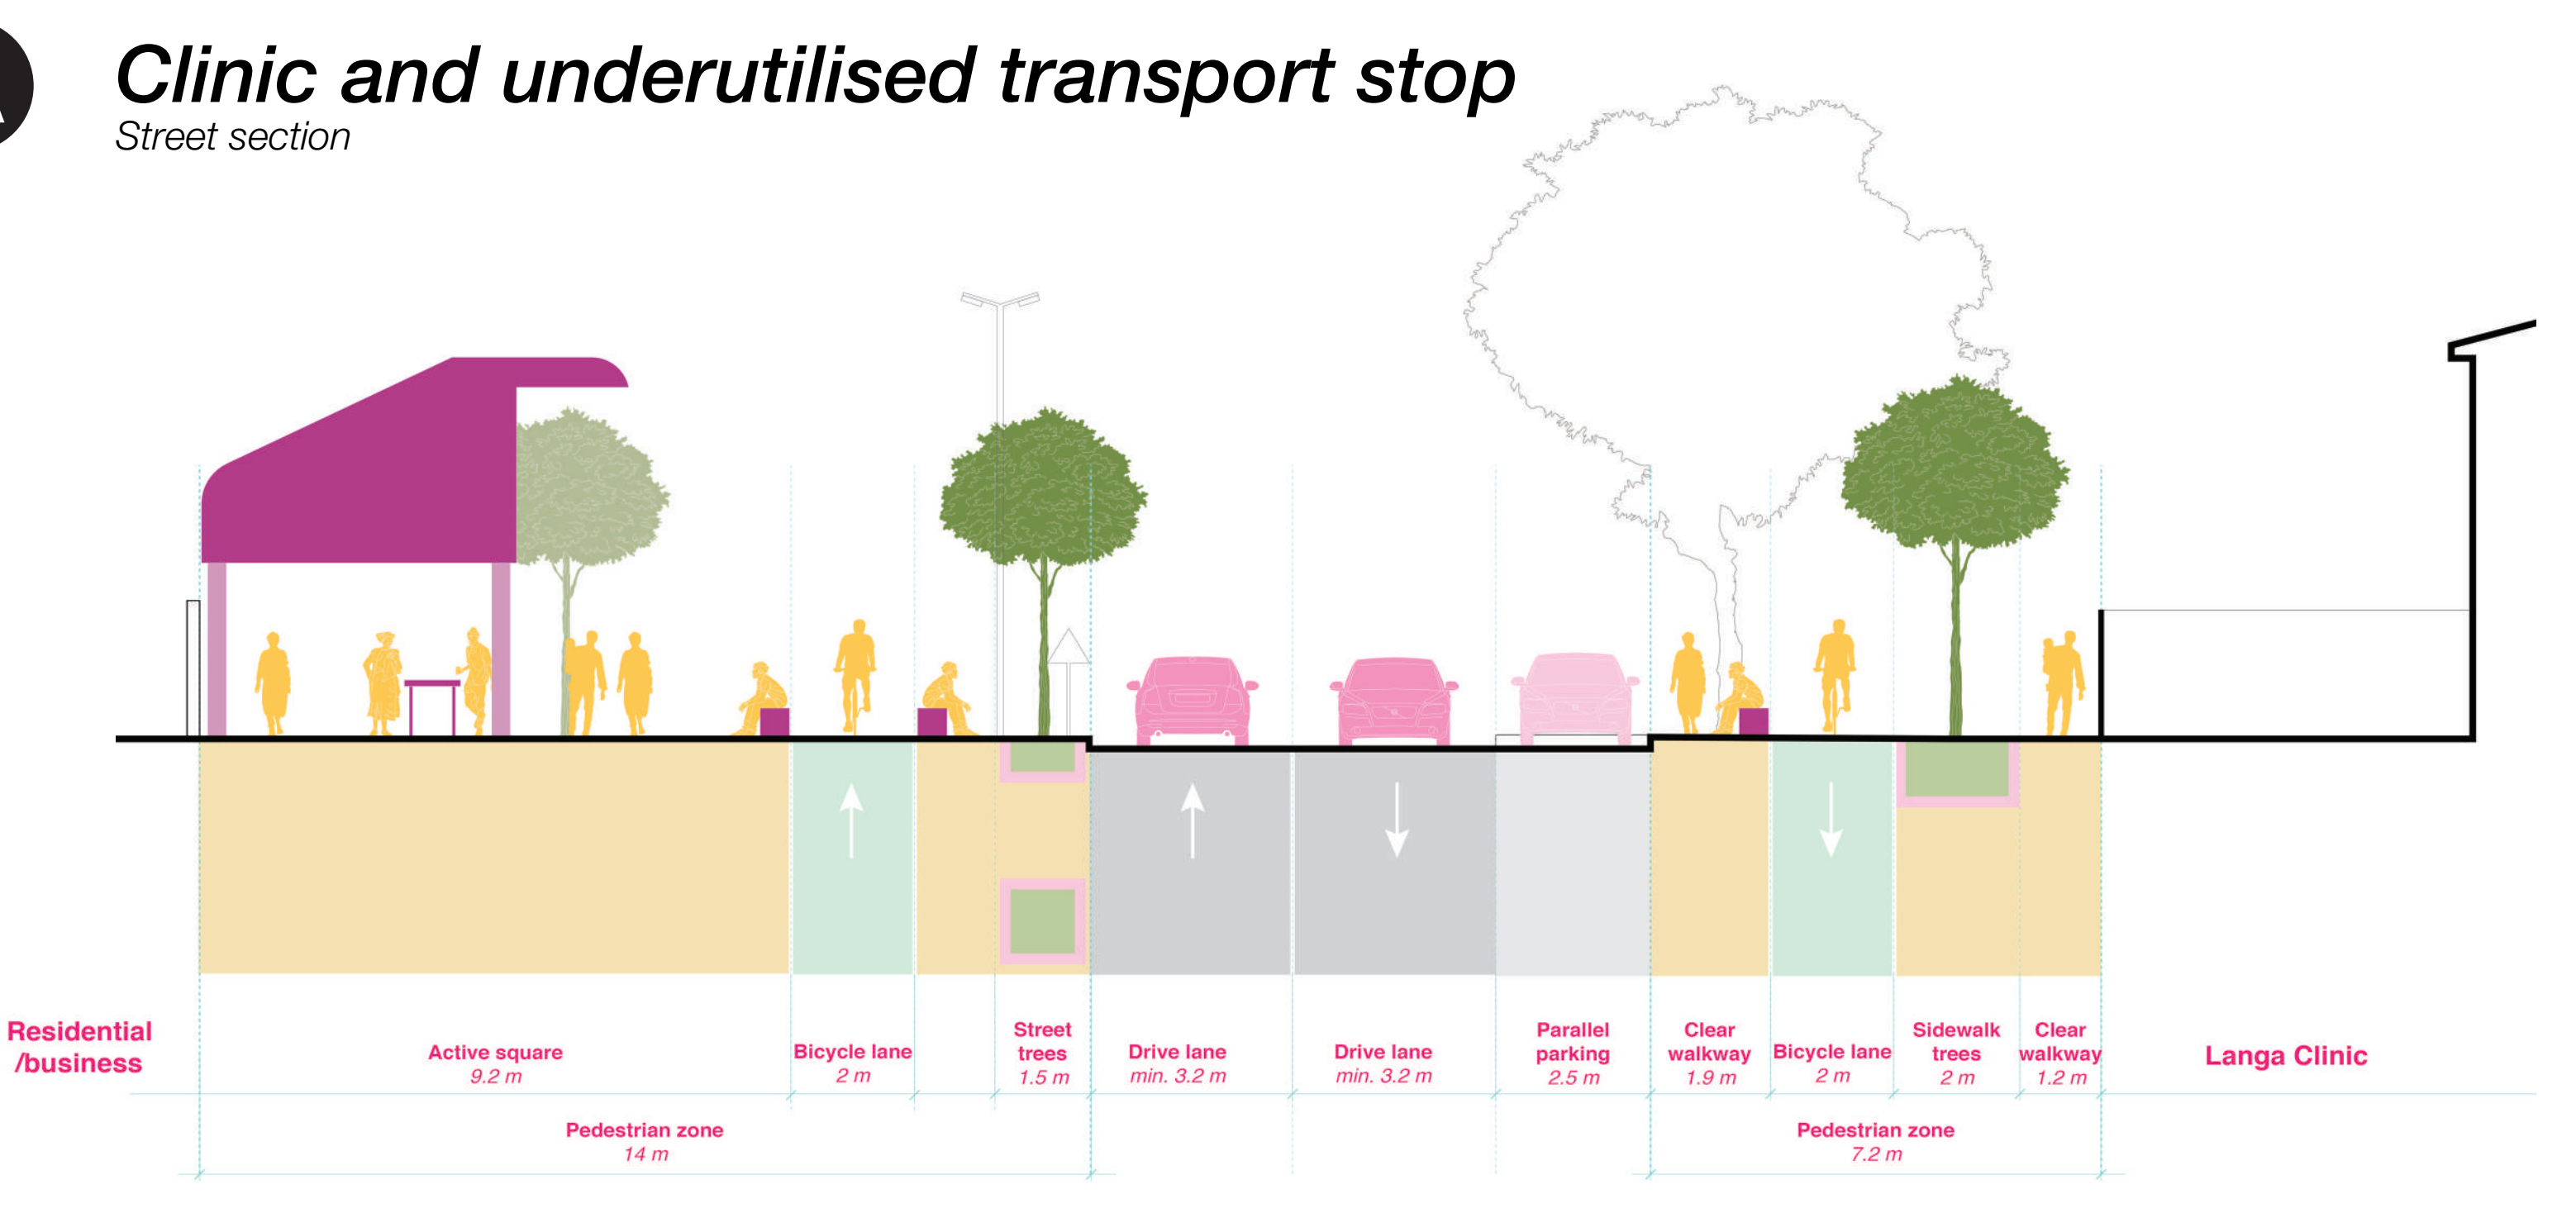 Clinic and underutilised transport stop
Street section
Residential
/business
Active square
9.2 m
Bicycle lane
2 m
Street
trees
1.5 m
Drive lane
min. 3.2 m
Drive lane
min. 3.2 m
Parallel
parking
2.5 m
Clear
walkway
1.9 m
Bicycle lane
2 m
Sidewalk
trees
2 m
Clear
walkway
1.2 m
Langa Clinic
Pedestrian zone
14 m
Pedestrian zone
7.2 m